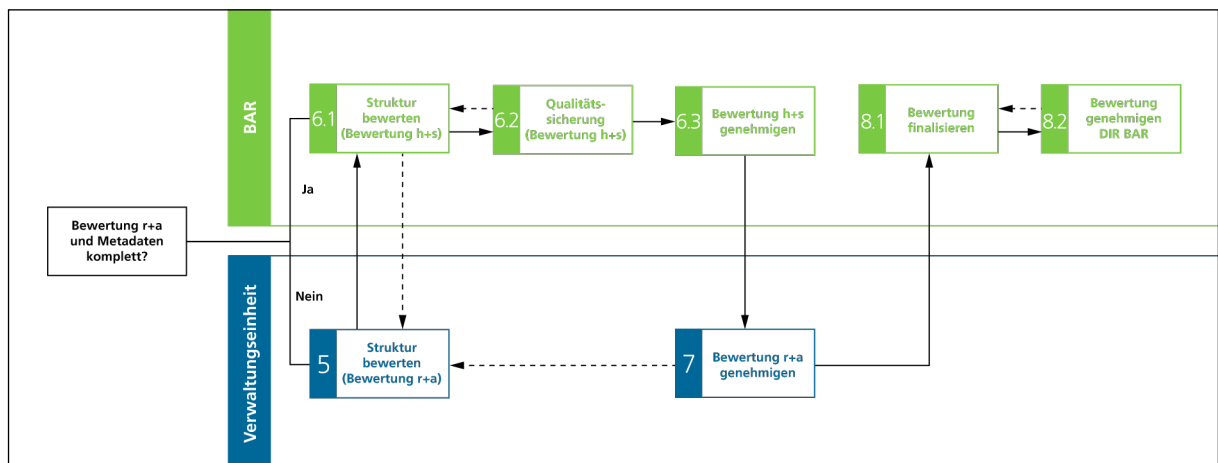 BAR
6.1
Struktur
bewerten
(Bewertung h+s)
6.2
Qualitäts-
sicherung
(Bewertung h+s)
6.3
Bewertung h+s
genehmigen
8.1
Bewertung
finalisieren
8.2
Bewertung
genehmigen
DIR BAR
Ja
Bewertung r+a
und Metadaten
komplett?
Nein
Verwaltungseinheit
5
Struktur
bewerten
(Bewertung r+a)
7
Bewertung r+a
genehmigen